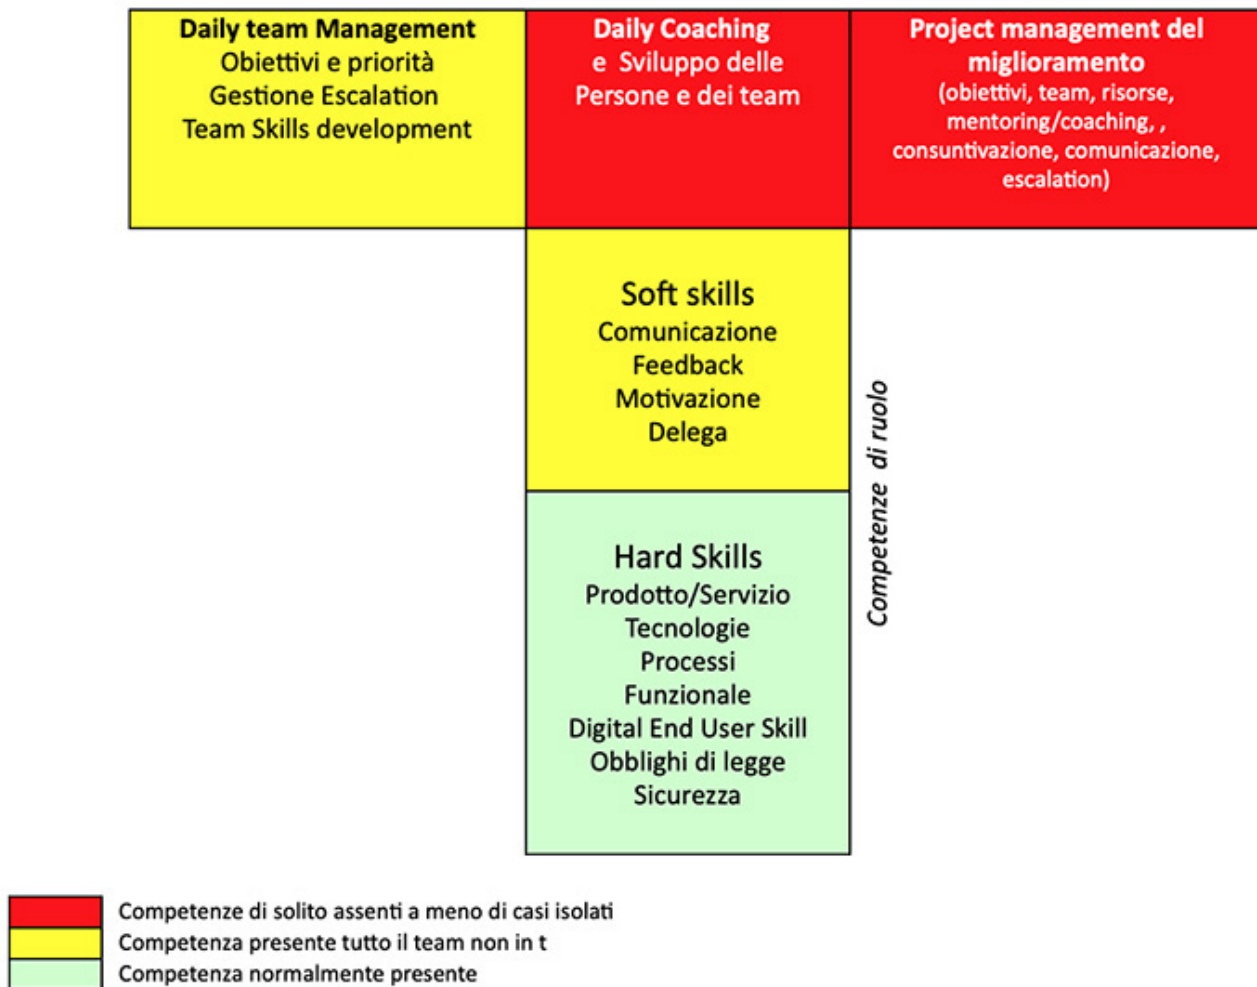 Daily team Management
Obiettivi e priorità
Gestione Escalation
Team Skills development
Daily Coaching
e Sviluppo delle
Persone e dei team
Project management del
miglioramento
(obiettivi, team, risorse,
mentoring/coaching, ,
consuntivazione, comunicazione,
escalation)
Soft skills
Comunicazione
Feedback
Motivazione
Delega
Competenze di ruolo
Hard Skills
Prodotto/Servizio
Tecnologie
Processi
Funzionale
Digital End User Skill
Obblighi di legge
Sicurezza
Competenze di solito assenti a meno di casi isolati
Competenza presente tutto il team non in t
Competenza normalmente presente